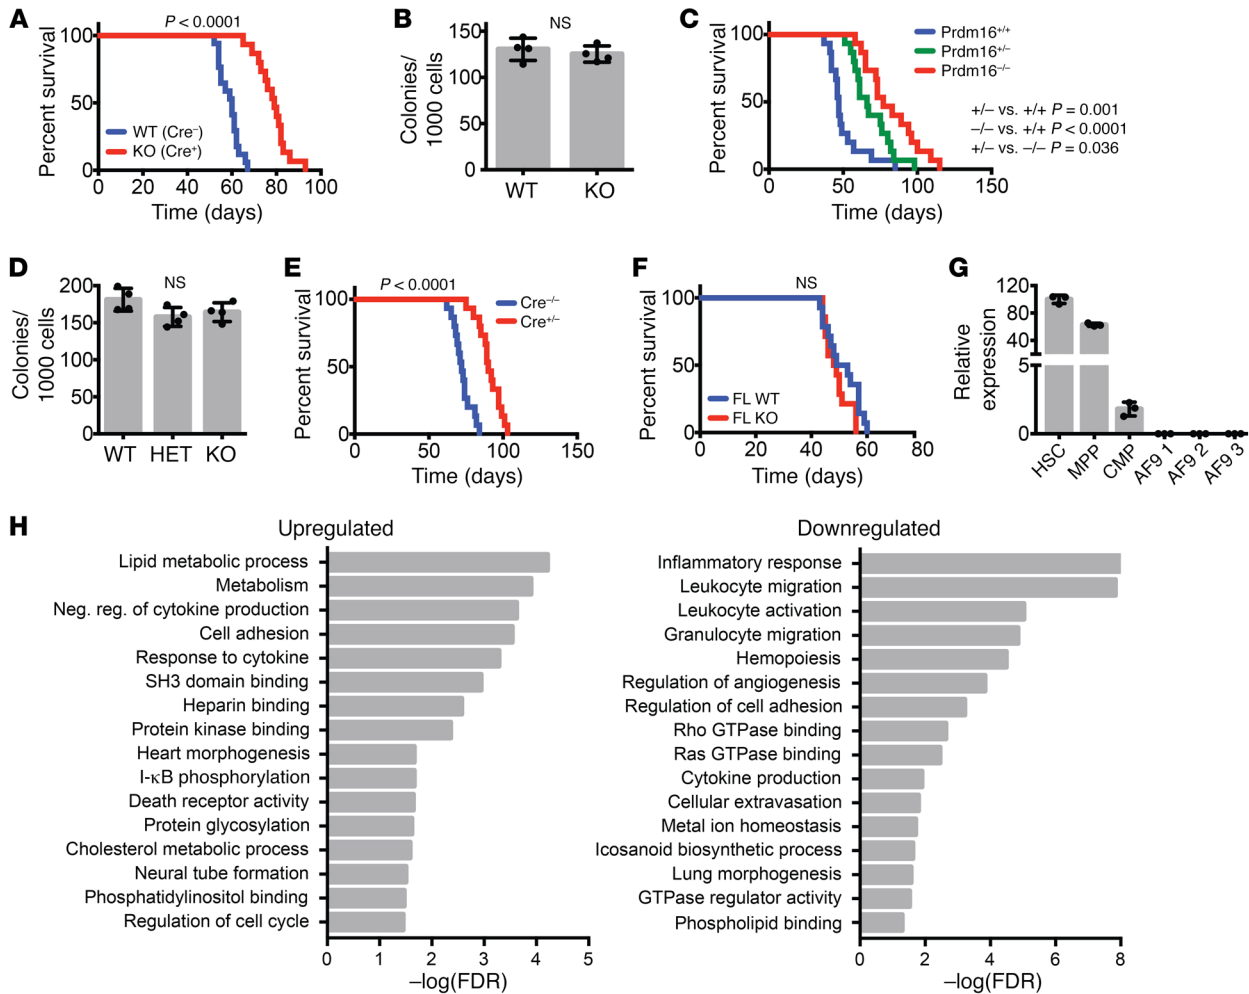 A
P < 0.0001
Percent survival
100
50
0
WT (Cre⁻)
KO (Cre⁺)
0 20 40 60 80 100
Time (days)
B
NS
Colonies/
1000 cells
150
100
50
0
WT KO
C
Percent survival
100
50
0
Prdm16⁺/⁺
Prdm16⁺/⁻
Prdm16⁻/⁻
+/– vs. +/+ P = 0.001
–/– vs. +/+ P < 0.0001
+/– vs. –/– P = 0.036
0 50 100 150
Time (days)
D
NS
Colonies/
1000 cells
200
150
100
50
0
WT HET KO
E
P < 0.0001
Percent survival
100
50
0
Cre⁻/⁻
Cre⁺/⁻
0 50 100 150
Time (days)
F
NS
Percent survival
100
50
0
FL WT
FL KO
0 20 40 60 80
Time (days)
G
Relative
expression
120
80
40
5
0
HSC MPP CMP AF9 1 AF9 2 AF9 3
H
Upregulated
Lipid metabolic process
Metabolism
Neg. reg. of cytokine production
Cell adhesion
Response to cytokine
SH3 domain binding
Heparin binding
Protein kinase binding
Heart morphogenesis
I-κB phosphorylation
Death receptor activity
Protein glycosylation
Cholesterol metabolic process
Neural tube formation
Phosphatidylinositol binding
Regulation of cell cycle
0 1 2 3 4 5
–log(FDR)
Downregulated
Inflammatory response
Leukocyte migration
Leukocyte activation
Granulocyte migration
Hemopoiesis
Regulation of angiogenesis
Regulation of cell adhesion
Rho GTPase binding
Ras GTPase binding
Cytokine production
Cellular extravasation
Metal ion homeostasis
Icosanoid biosynthetic process
Lung morphogenesis
GTPase regulator activity
Phospholipid binding
0 2 4 6 8
–log(FDR)